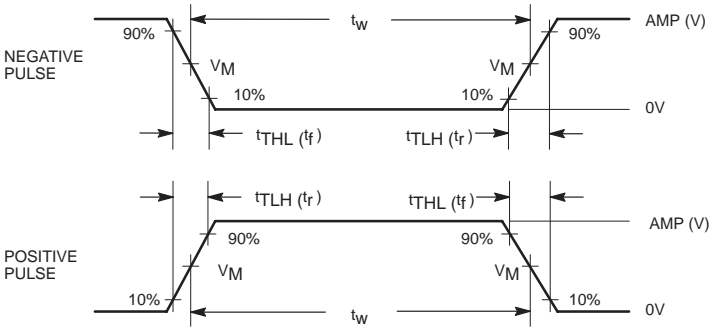 tW
AMP (V)
90%
90%
NEGATIVE
PULSE
VM
VM
10%
10%
0V
tTHL (tf)
tTLH (tr)
tTLH (tr)
tTHL (tf)
AMP (V)
90%
90%
POSITIVE
PULSE
VM
VM
10%
10%
0V
tW